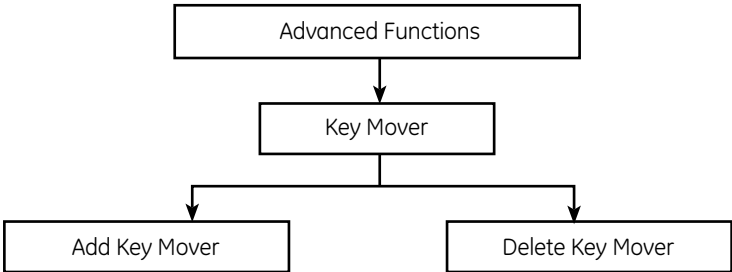 Advanced Functions
Key Mover
Add Key Mover
Delete Key Mover